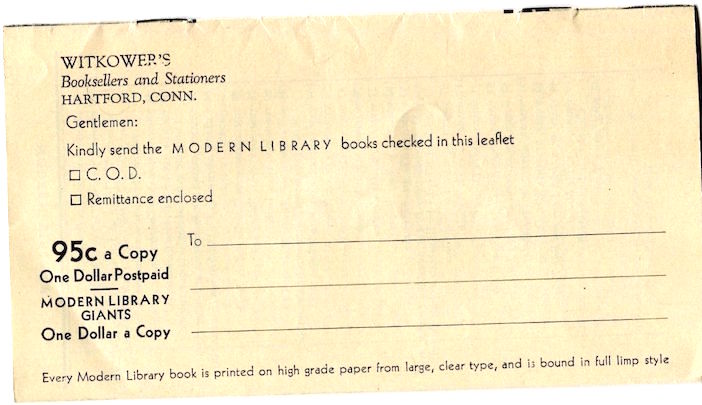 WITKOWER'S
Booksellers and Stationers
HARTFORD, CONN.
Gentlemen:
Kindly send the MODERN LIBRARY books checked in this leaflet
☐ C. O. D.
☐ Remittance enclosed
To
95c a Copy
One Dollar Postpaid
MODERN LIBRARY
GIANTS
One Dollar a Copy
Every Modern Library book is printed on high grade paper from large, clear type, and is bound in full limp style